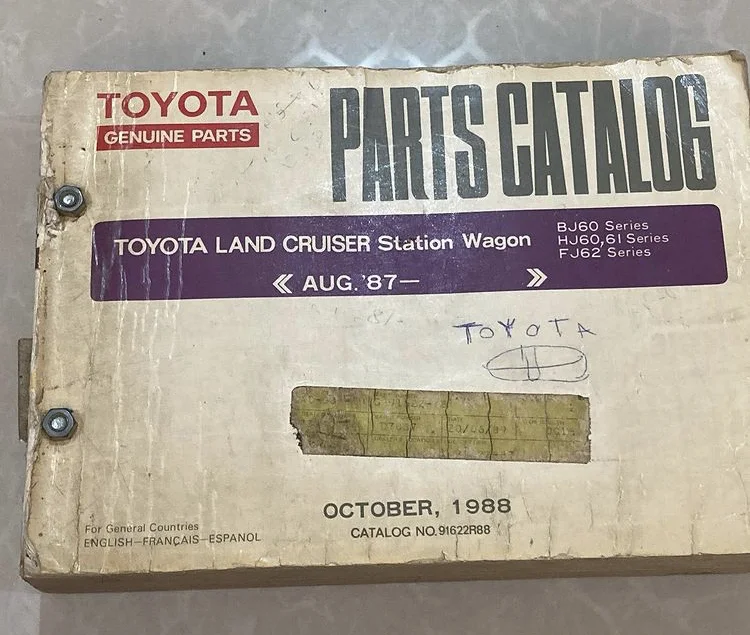 TOYOTA
GENUINE PARTS
PARTS CATALOG
TOYOTA LAND CRUISER Station Wagon
BJ60 Series
HJ60,61 Series
FJ62 Series
≪ AUG. '87— ≫
TOYOTA
OCTOBER, 1988
CATALOG NO. 91622R88
For General Countries
ENGLISH—FRANÇAIS—ESPANOL